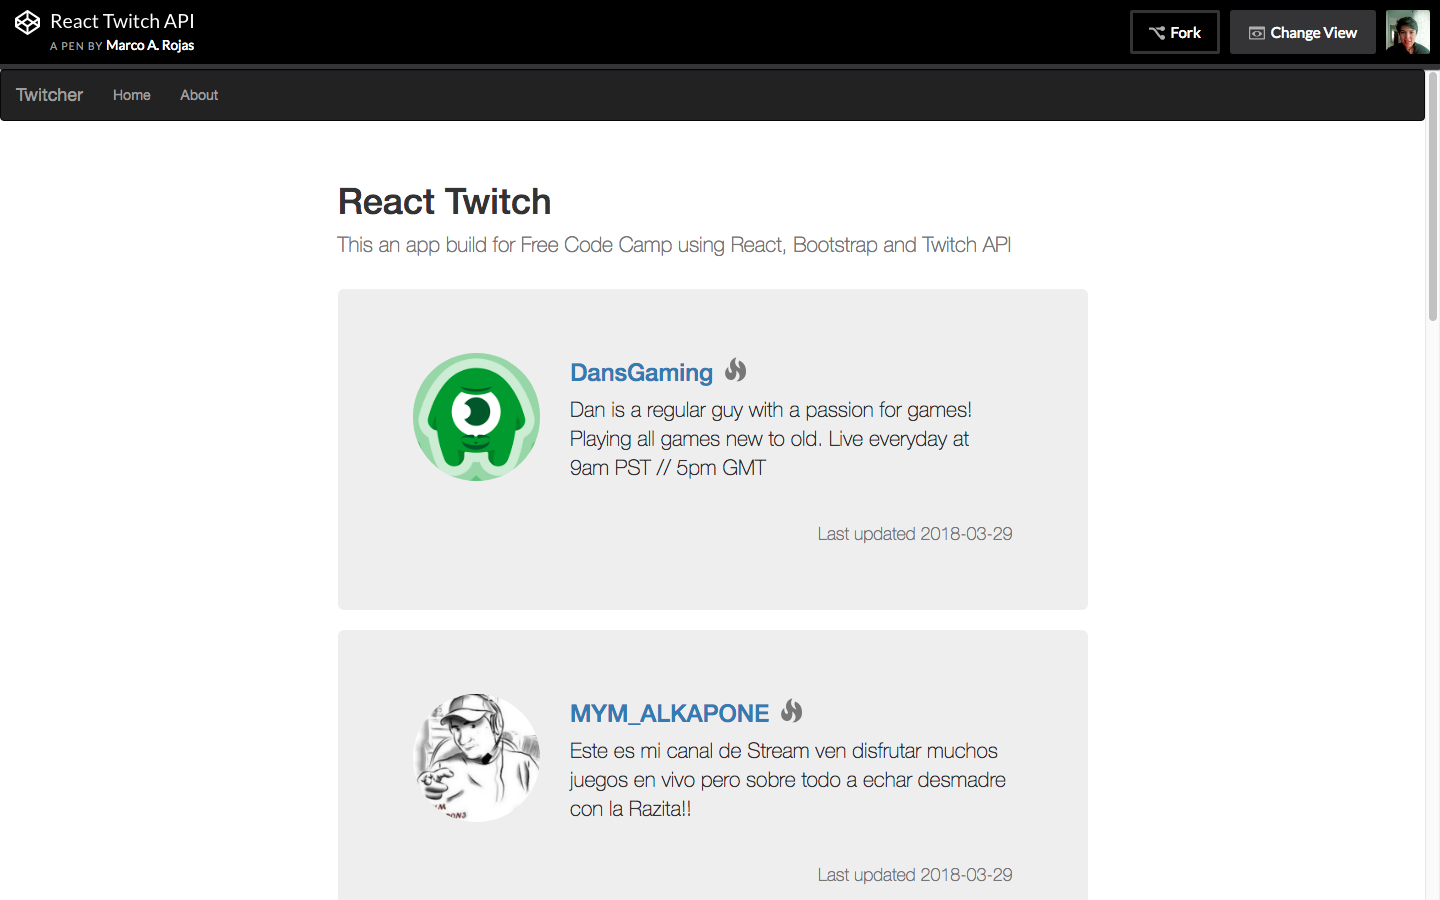 React Twitch API
A PEN BY Marco A. Rojas
Fork
Change View
Twitcher
Home
About
React Twitch
This an app build for Free Code Camp using React, Bootstrap and Twitch API
DansGaming
Dan is a regular guy with a passion for games!
Playing all games new to old. Live everyday at
9am PST // 5pm GMT
Last updated 2018-03-29
MYM_ALKAPONE
Este es mi canal de Stream ven disfrutar muchos
juegos en vivo pero sobre todo a echar desmadre
con la Razita!!
Last updated 2018-03-29